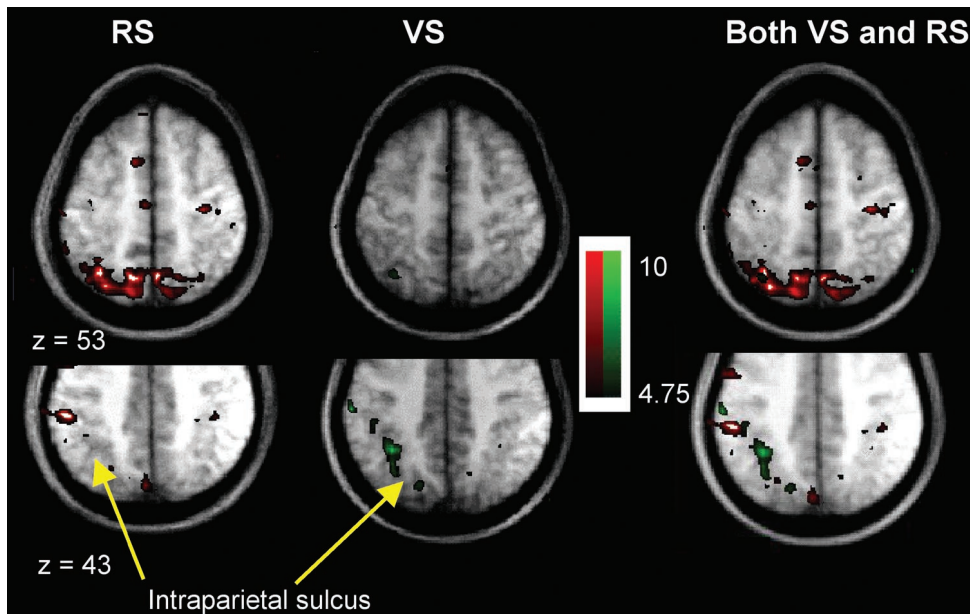 RS
VS
Both VS and RS
10
4.75
z = 53
z = 43
Intraparietal sulcus